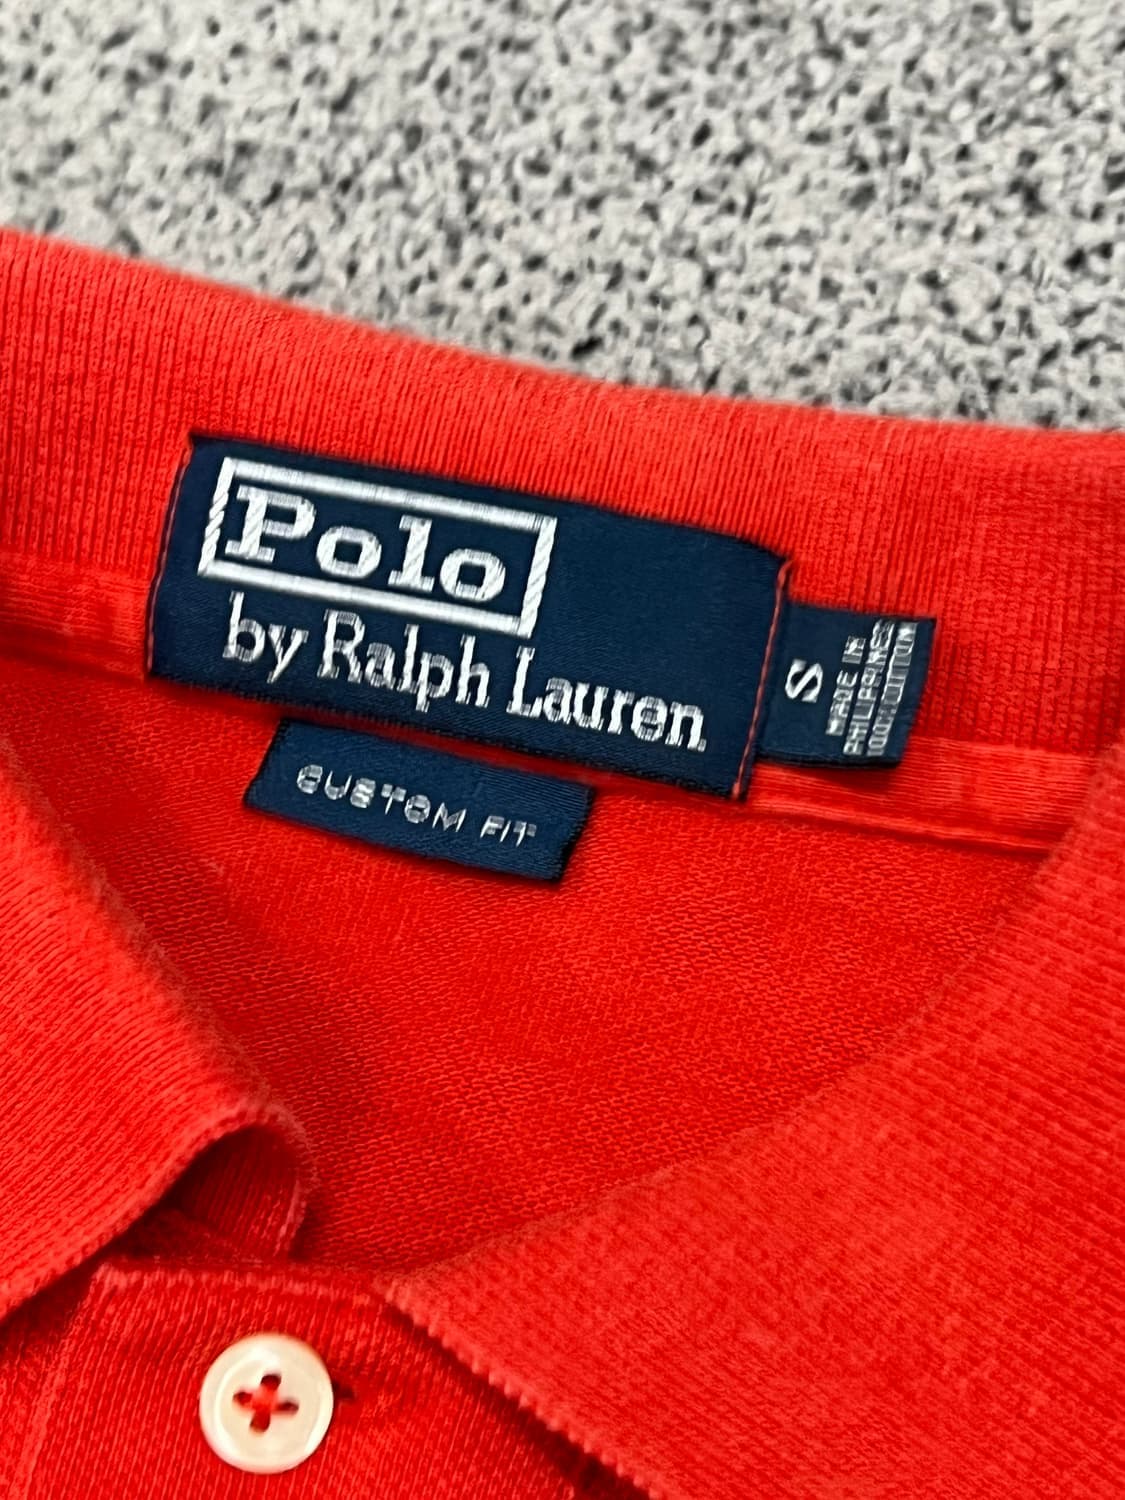 Polo
by Ralph Lauren
S
MADE IN
PHILIPPINES
100% COTTON
CUSTOM FIT